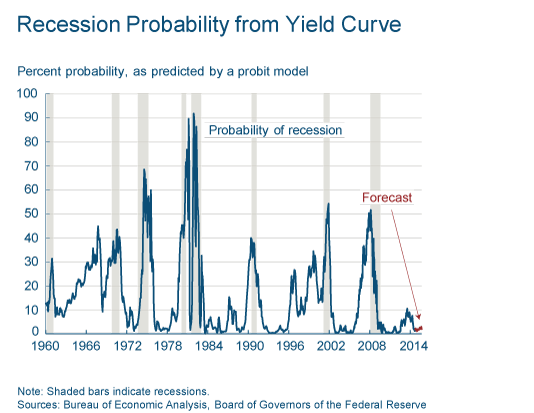 Recession Probability from Yield Curve
Percent probability, as predicted by a probit model
100
90
80
70
60
50
40
30
20
10
0
Probability of recession
Forecast
1960 1966 1972 1978 1984 1990 1996 2002 2008 2014
Note: Shaded bars indicate recessions.
Sources: Bureau of Economic Analysis, Board of Governors of the Federal Reserve